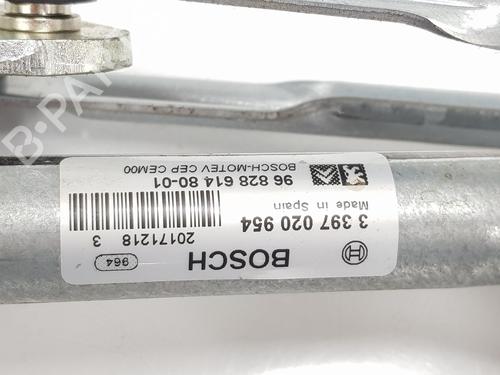 BOSCH
964
3 397 020 954
Made in Spain
20171218
3
96 828 614 80-01
BOSCH-MOTEV CEP CEM00
B-PARTS